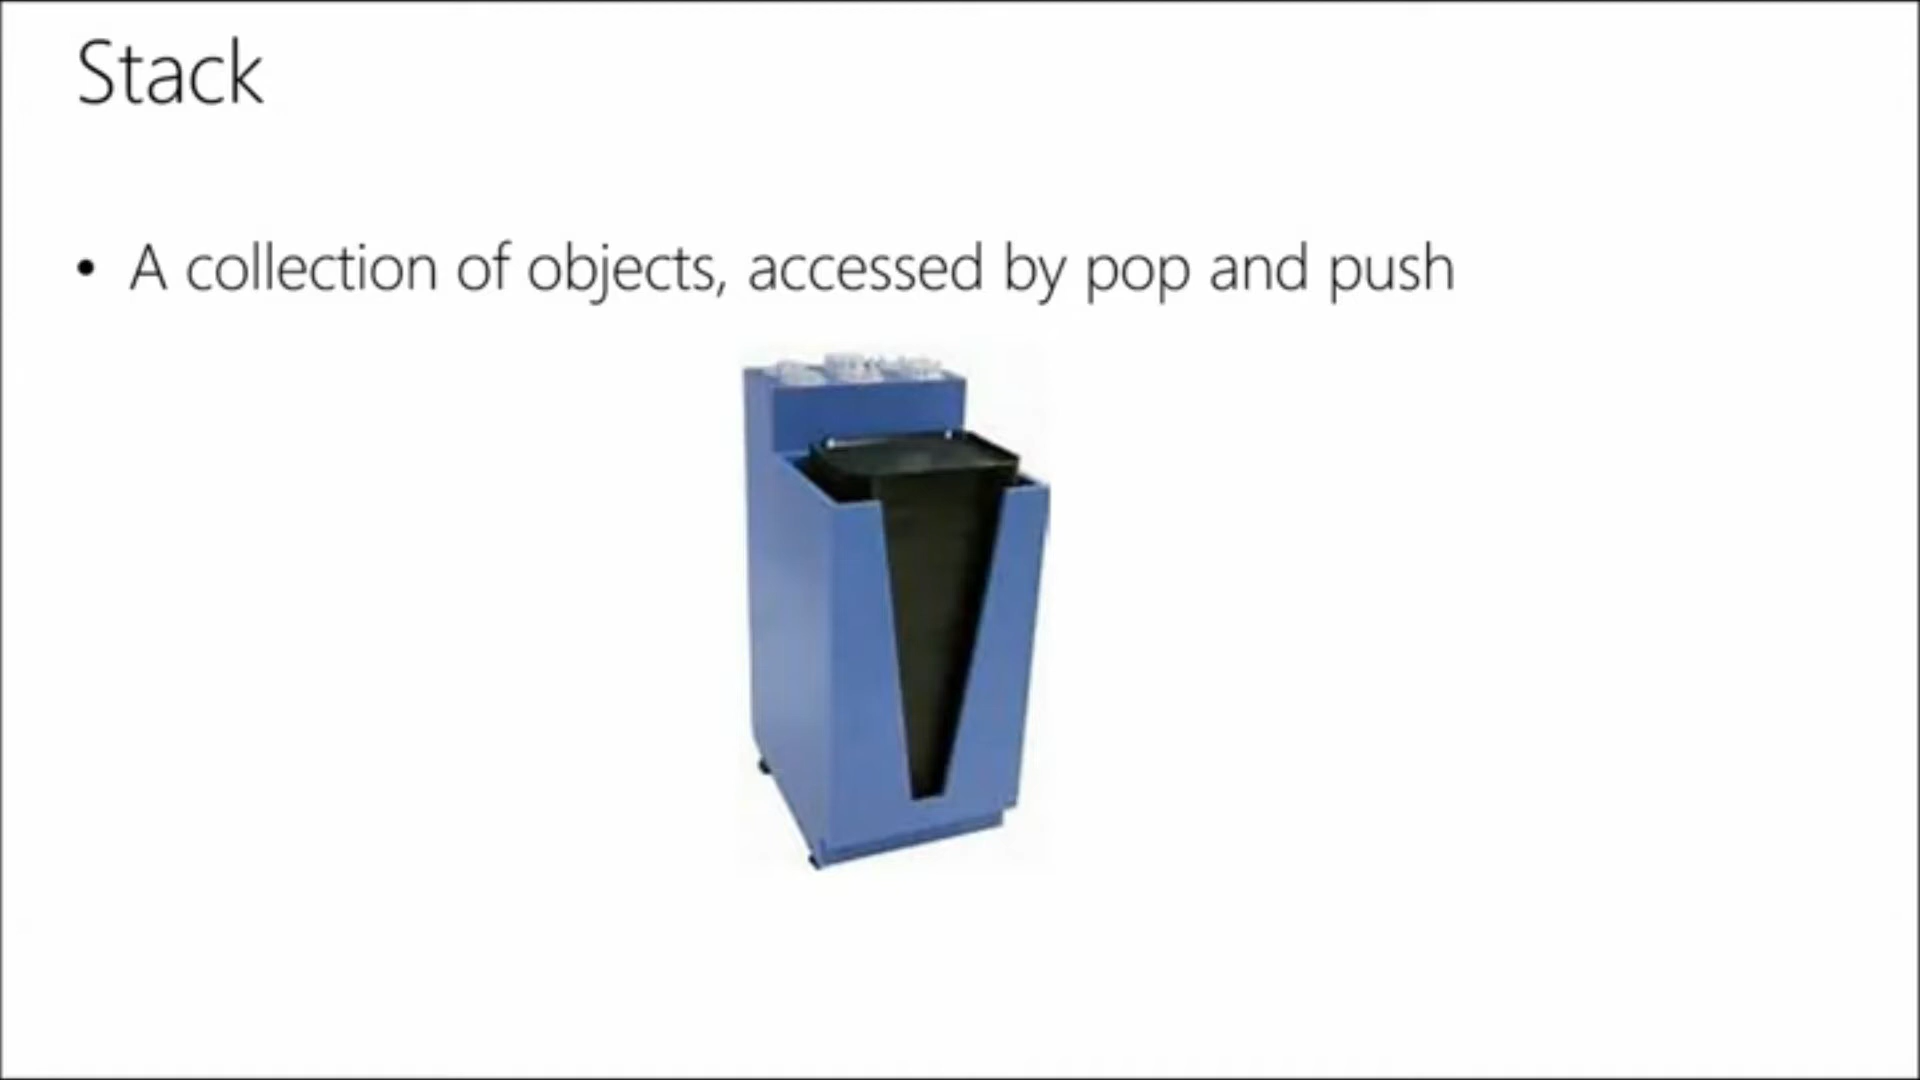 Stack
• A collection of objects, accessed by pop and push